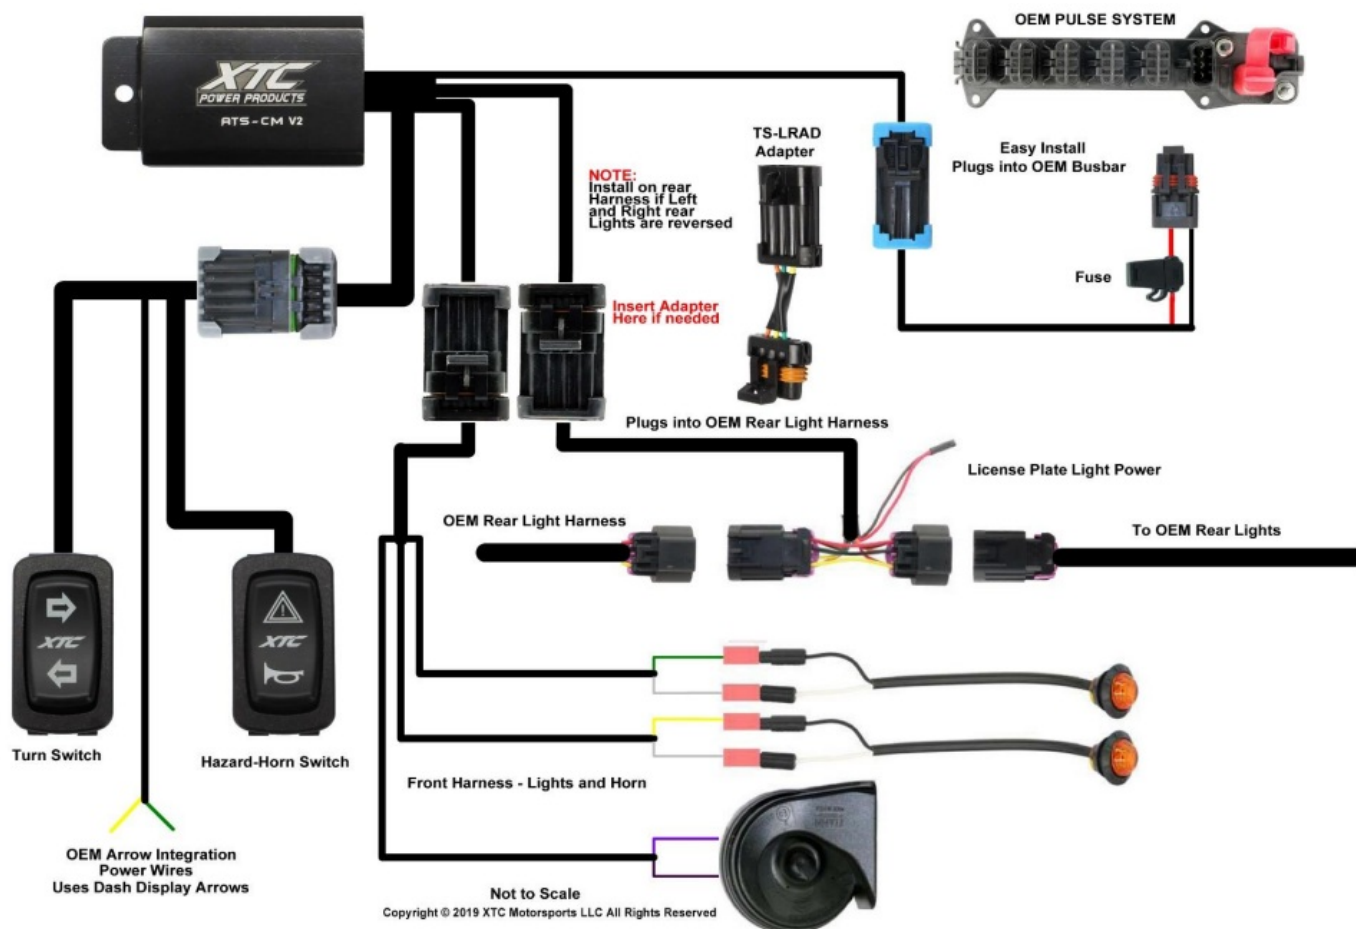 OEM PULSE SYSTEM
XTC
POWER PRODUCTS
ATS-CM V2
TS-LRAD
Adapter
Easy Install
Plugs into OEM Busbar
NOTE:
Install on rear
Harness if Left
and Right rear
Lights are reversed
Fuse
Insert Adapter
Here if needed
Plugs into OEM Rear Light Harness
License Plate Light Power
OEM Rear Light Harness
To OEM Rear Lights
XTC
XTC
Turn Switch
Hazard-Horn Switch
Front Harness - Lights and Horn
OEM Arrow Integration
Power Wires
Uses Dash Display Arrows
Not to Scale
Copyright © 2019 XTC Motorsports LLC All Rights Reserved